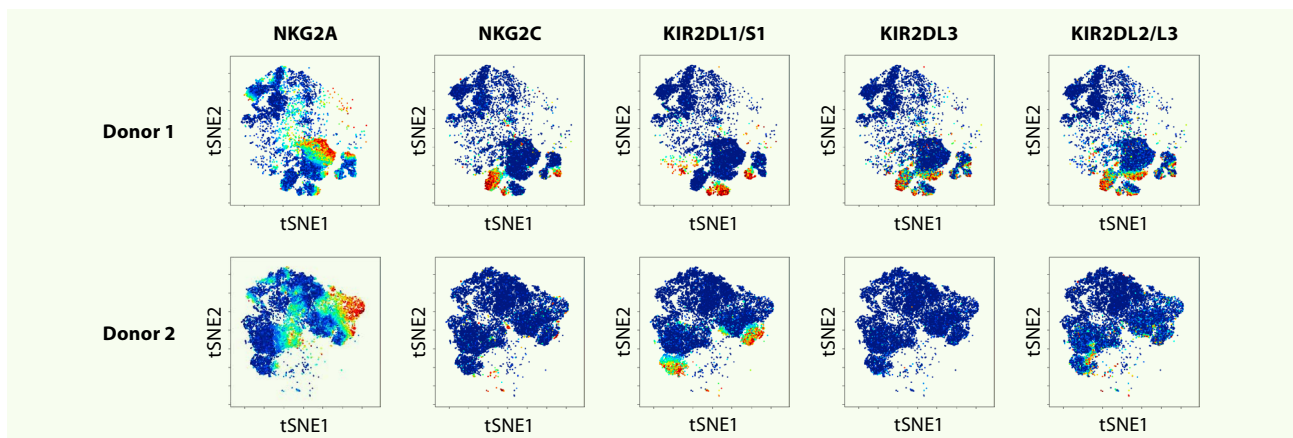 NKG2A NKG2C KIR2DL1/S1 KIR2DL3 KIR2DL2/L3
Donor 1
tSNE2 tSNE2 tSNE2 tSNE2 tSNE2
tSNE1 tSNE1 tSNE1 tSNE1 tSNE1
Donor 2
tSNE2 tSNE2 tSNE2 tSNE2 tSNE2
tSNE1 tSNE1 tSNE1 tSNE1 tSNE1